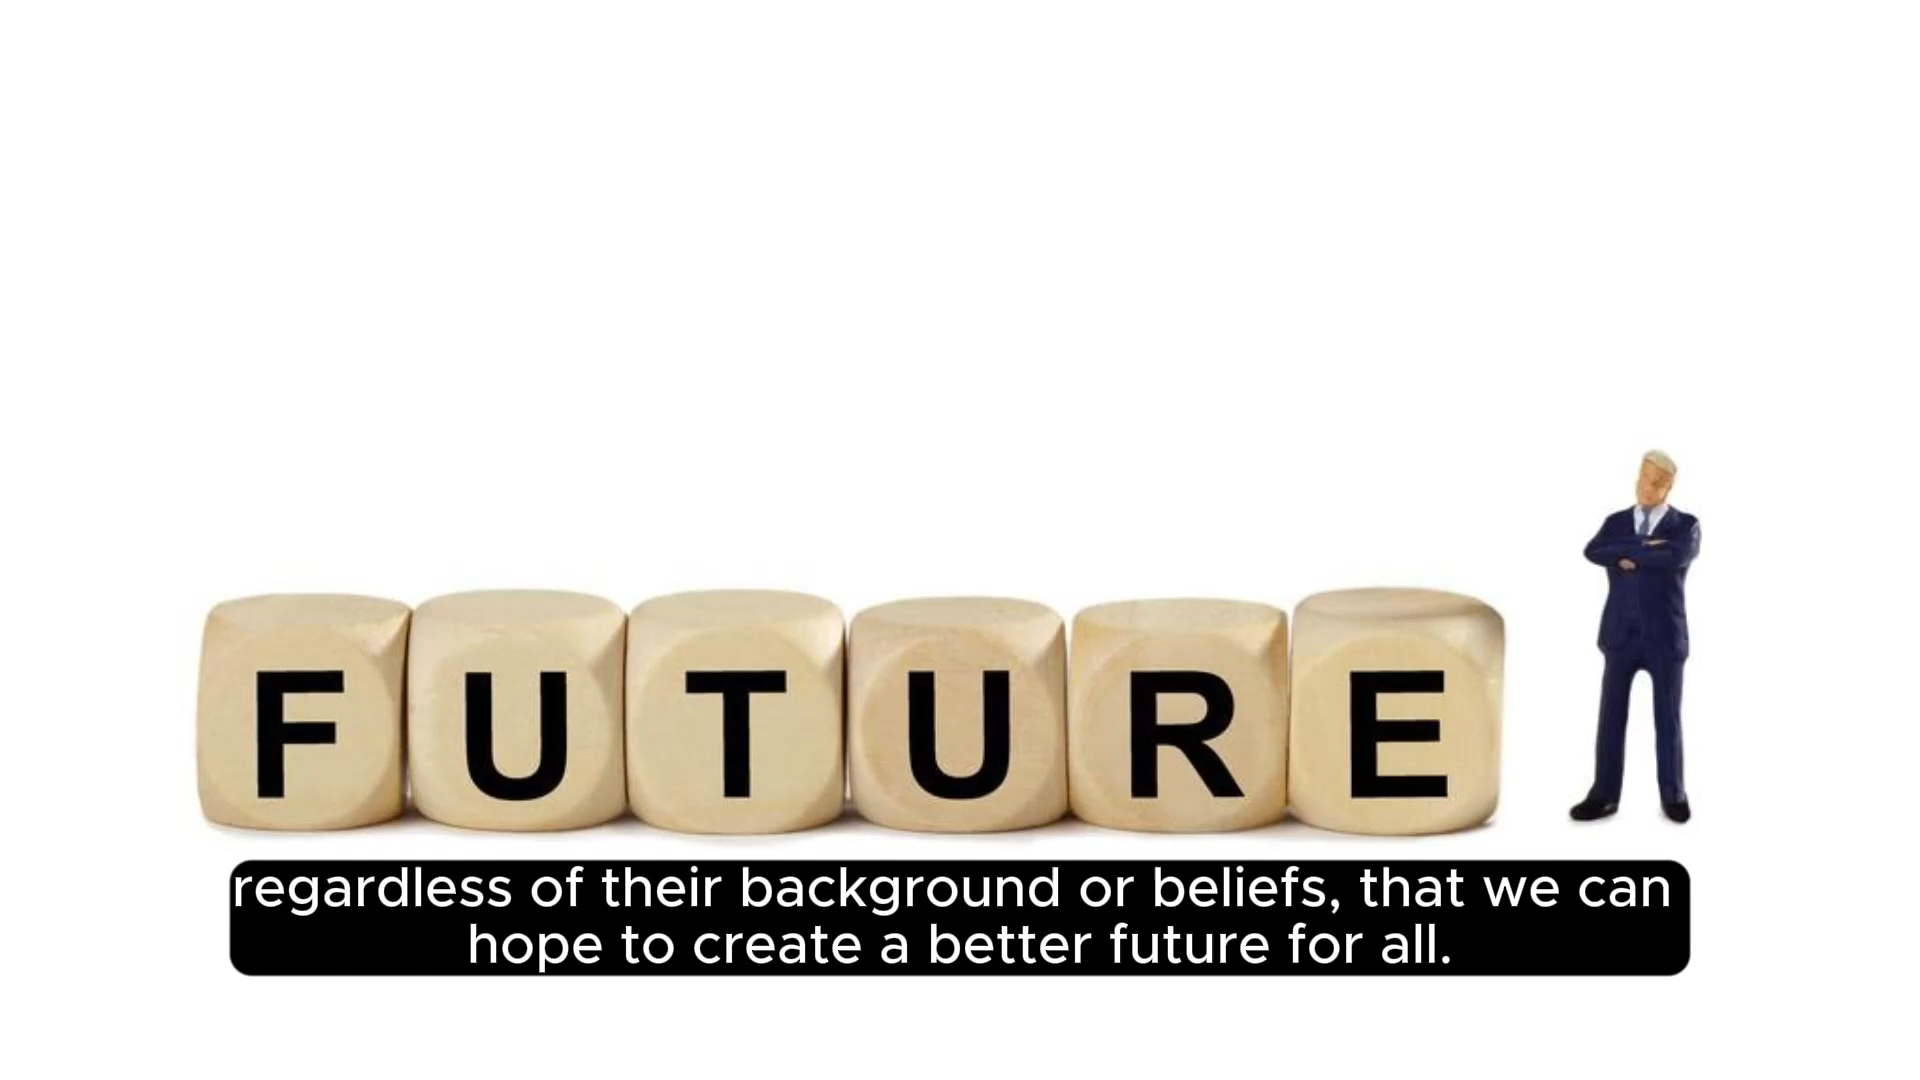 FUTURE
regardless of their background or beliefs, that we can
hope to create a better future for all.